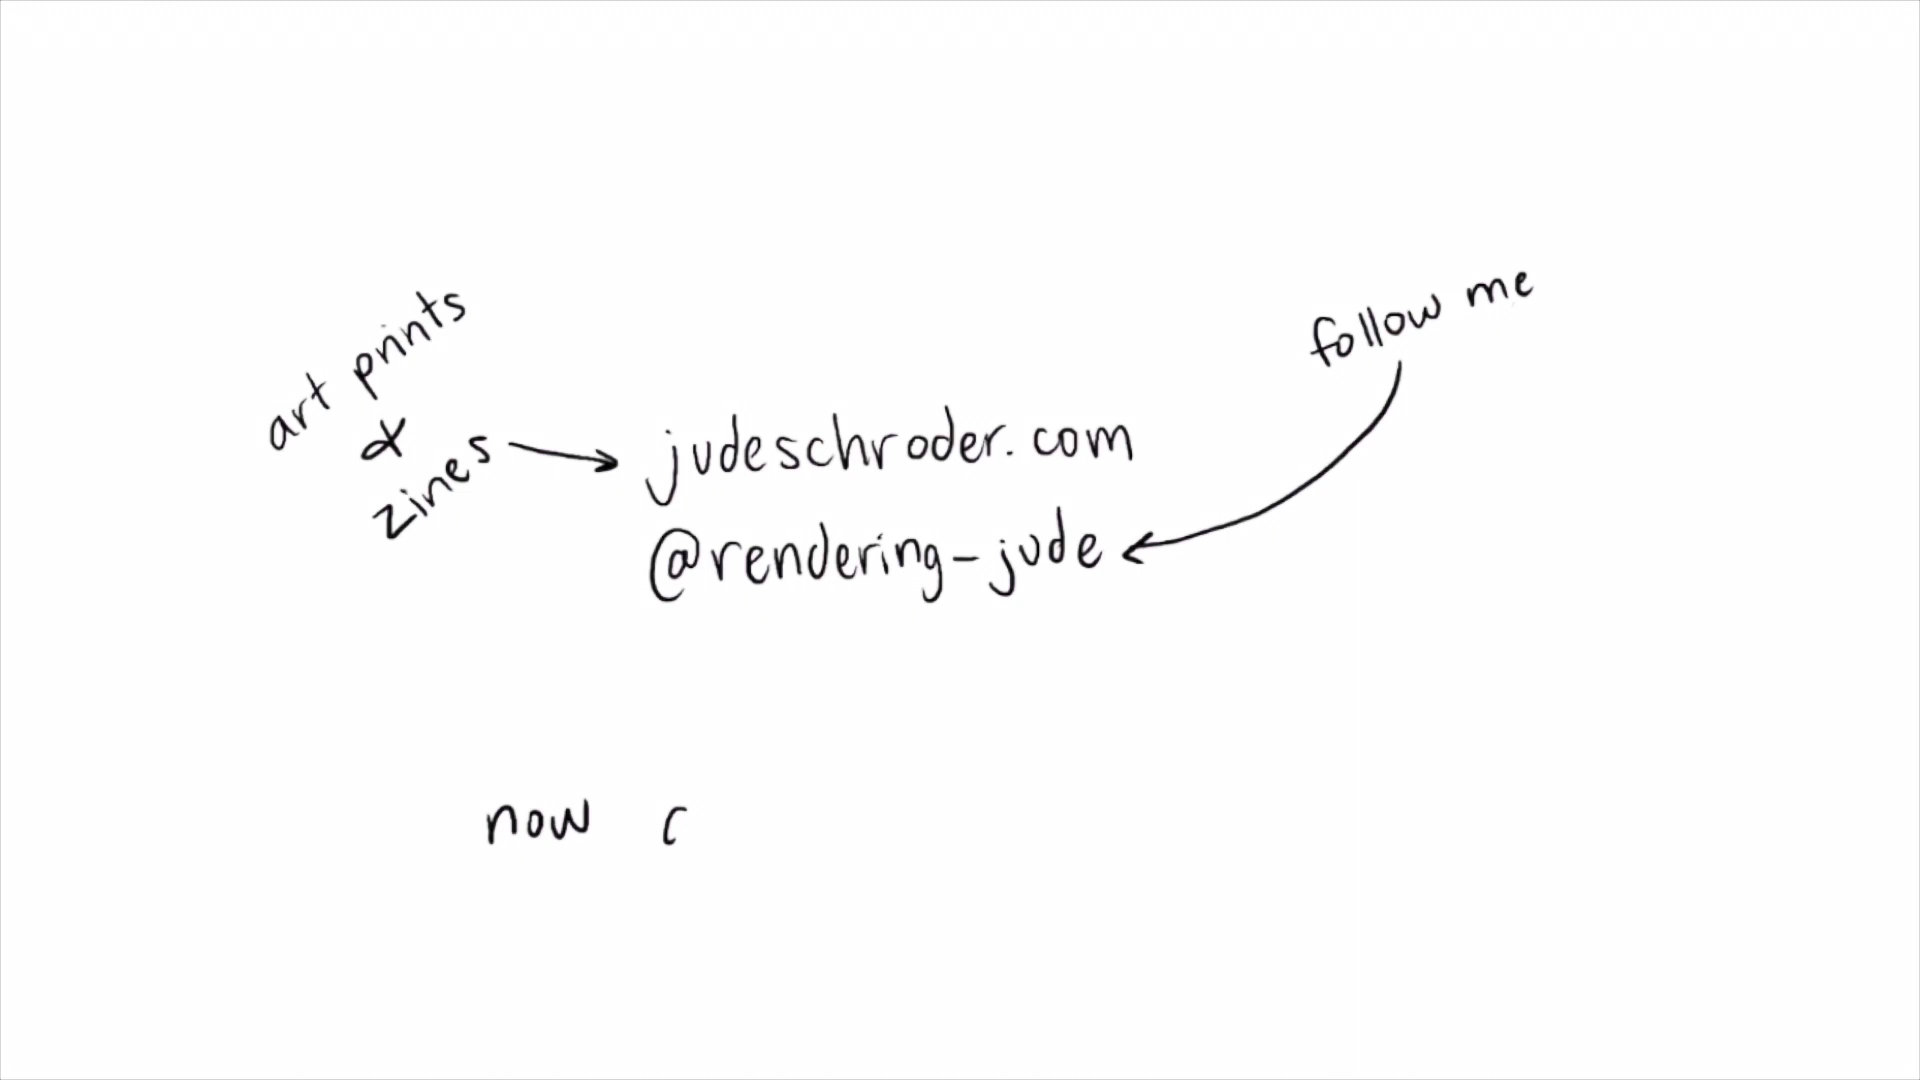 art prints
&
zines
follow me
judeschroder.com
@rendering-jude
now c